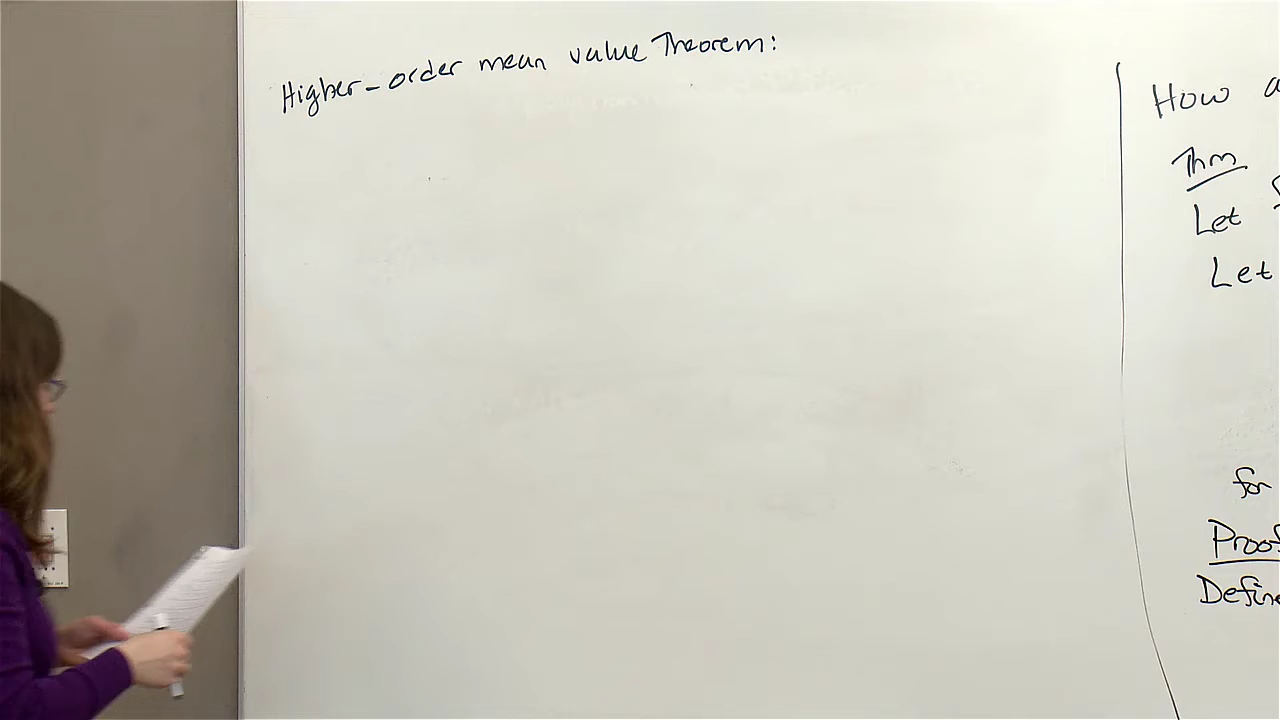 Higher-order mean value Theorem:
How
Thm
Let
Let
for
Proof
Define